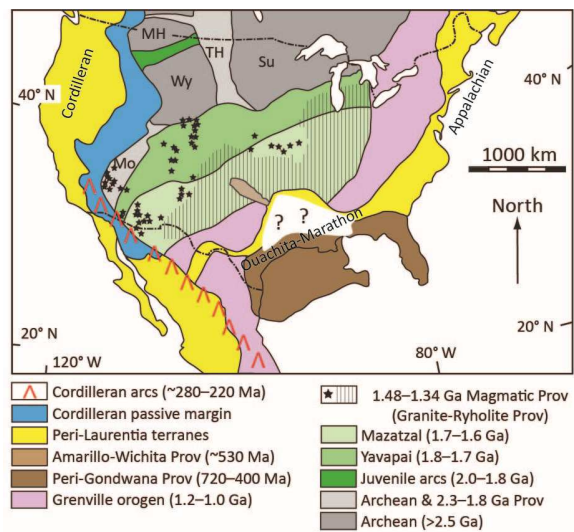 MH
TH
Su
Wy
Mo
Cordilleran
Appalachian
Ouachita-Marathon
? ?
40° N
40° N
1000 km
North
20° N
20° N
120° W
80° W
Cordilleran arcs (~280–220 Ma)
Cordilleran passive margin
Peri-Laurentia terranes
Amarillo-Wichita Prov (~530 Ma)
Peri-Gondwana Prov (720–400 Ma)
Grenville orogen (1.2–1.0 Ga)
1.48–1.34 Ga Magmatic Prov
(Granite-Ryholite Prov)
Mazatzal (1.7–1.6 Ga)
Yavapai (1.8–1.7 Ga)
Juvenile arcs (2.0–1.8 Ga)
Archean & 2.3–1.8 Ga Prov
Archean (>2.5 Ga)